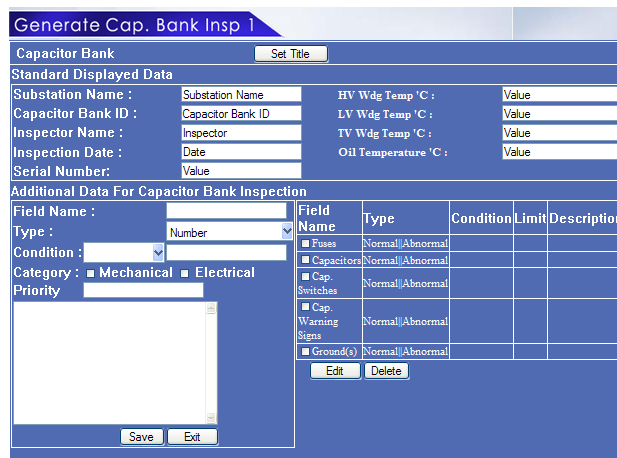 Generate Cap. Bank Insp 1
Capacitor Bank Set Title
Standard Displayed Data
Substation Name : Substation Name HV Wdg Temp 'C : Value
Capacitor Bank ID : Capacitor Bank ID LV Wdg Temp 'C : Value
Inspector Name : Inspector TV Wdg Temp 'C : Value
Inspection Date : Date Oil Temperature 'C : Value
Serial Number: Value
Additional Data For Capacitor Bank Inspection
Field Name :
Type : Number
Condition :
Category : Mechanical Electrical
Priority
Save Exit
Field Name Type Condition Limit Descriptio
Fuses Normal||Abnormal
Capacitors Normal||Abnormal
Cap.
Switches Normal||Abnormal
Cap.
Warning Normal||Abnormal
Signs
Ground(s) Normal||Abnormal
Edit Delete